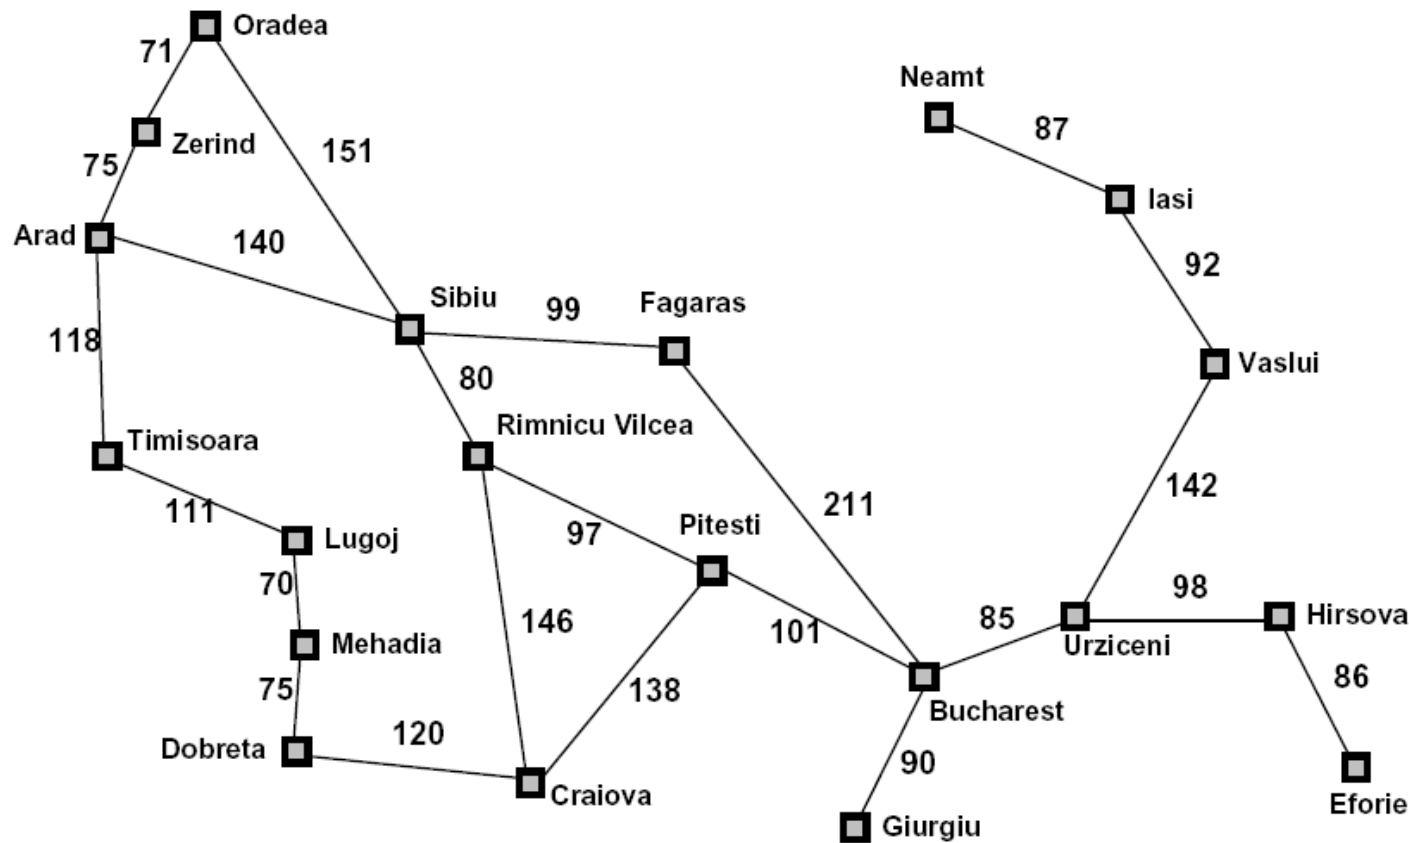 Oradea
71
Neamt
87
Zerind
151
75
Iasi
Arad
140
92
Sibiu
99
Fagaras
118
Vaslui
80
Rimnicu Vilcea
Timisoara
142
211
111
Pitesti
97
Lugoj
70
98
Hirsova
146
85
101
Urziceni
Mehadia
86
138
75
Bucharest
Dobreta
120
90
Craiova
Eforie
Giurgiu